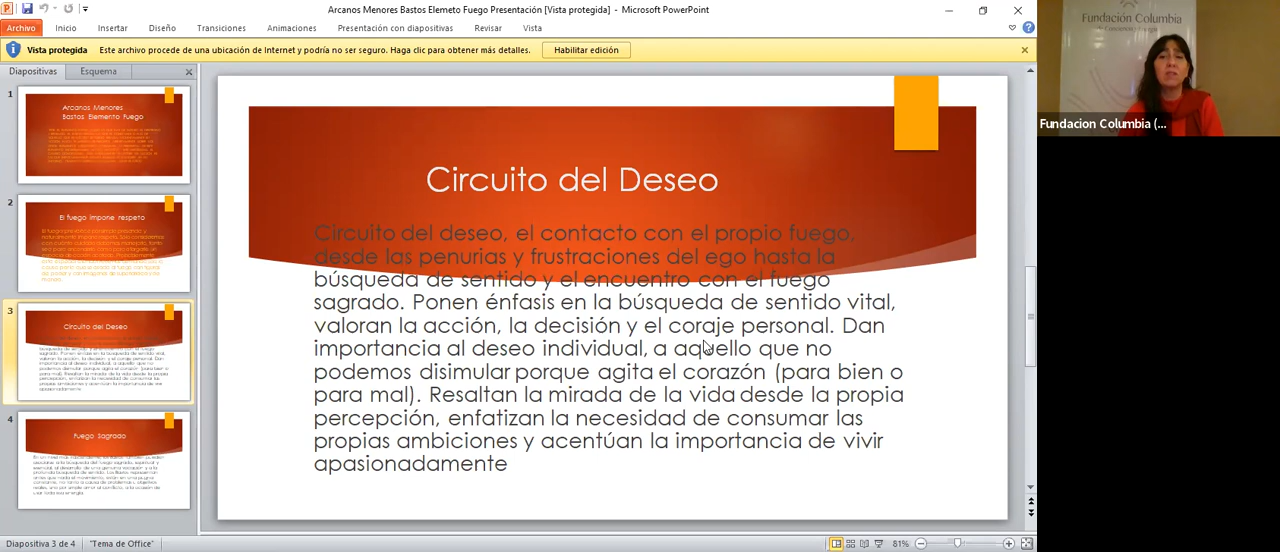 Arcanos Menores Bastos Elemeto Fuego Presentación [Vista protegida] - Microsoft PowerPoint
Archivo Inicio Insertar Diseño Transiciones Animaciones Presentación con diapositivas Revisar Vista
Vista protegida Este archivo procede de una ubicación de Internet y podría no ser seguro. Haga clic para obtener más detalles. Habilitar edición
Diapositivas Esquema
1
Arcanos Menores
Bastos Elemento Fuego
2
El fuego impone respeto
3
Circuito del Deseo
4
Fuego Sagrado
Circuito del Deseo
Circuito del deseo, el contacto con el propio fuego,
desde las penurias y frustraciones del ego hasta la
búsqueda de sentido y el encuentro con el fuego
sagrado. Ponen énfasis en la búsqueda de sentido vital,
valoran la acción, la decisión y el coraje personal. Dan
importancia al deseo individual, a aquello que no
podemos disimular porque agita el corazón (para bien o
para mal). Resaltan la mirada de la vida desde la propia
percepción, enfatizan la necesidad de consumar las
propias ambiciones y acentúan la importancia de vivir
apasionadamente
Fundación Columbia
Fundacion Columbia (...
Diapositiva 3 de 4 "Tema de Office" 81%